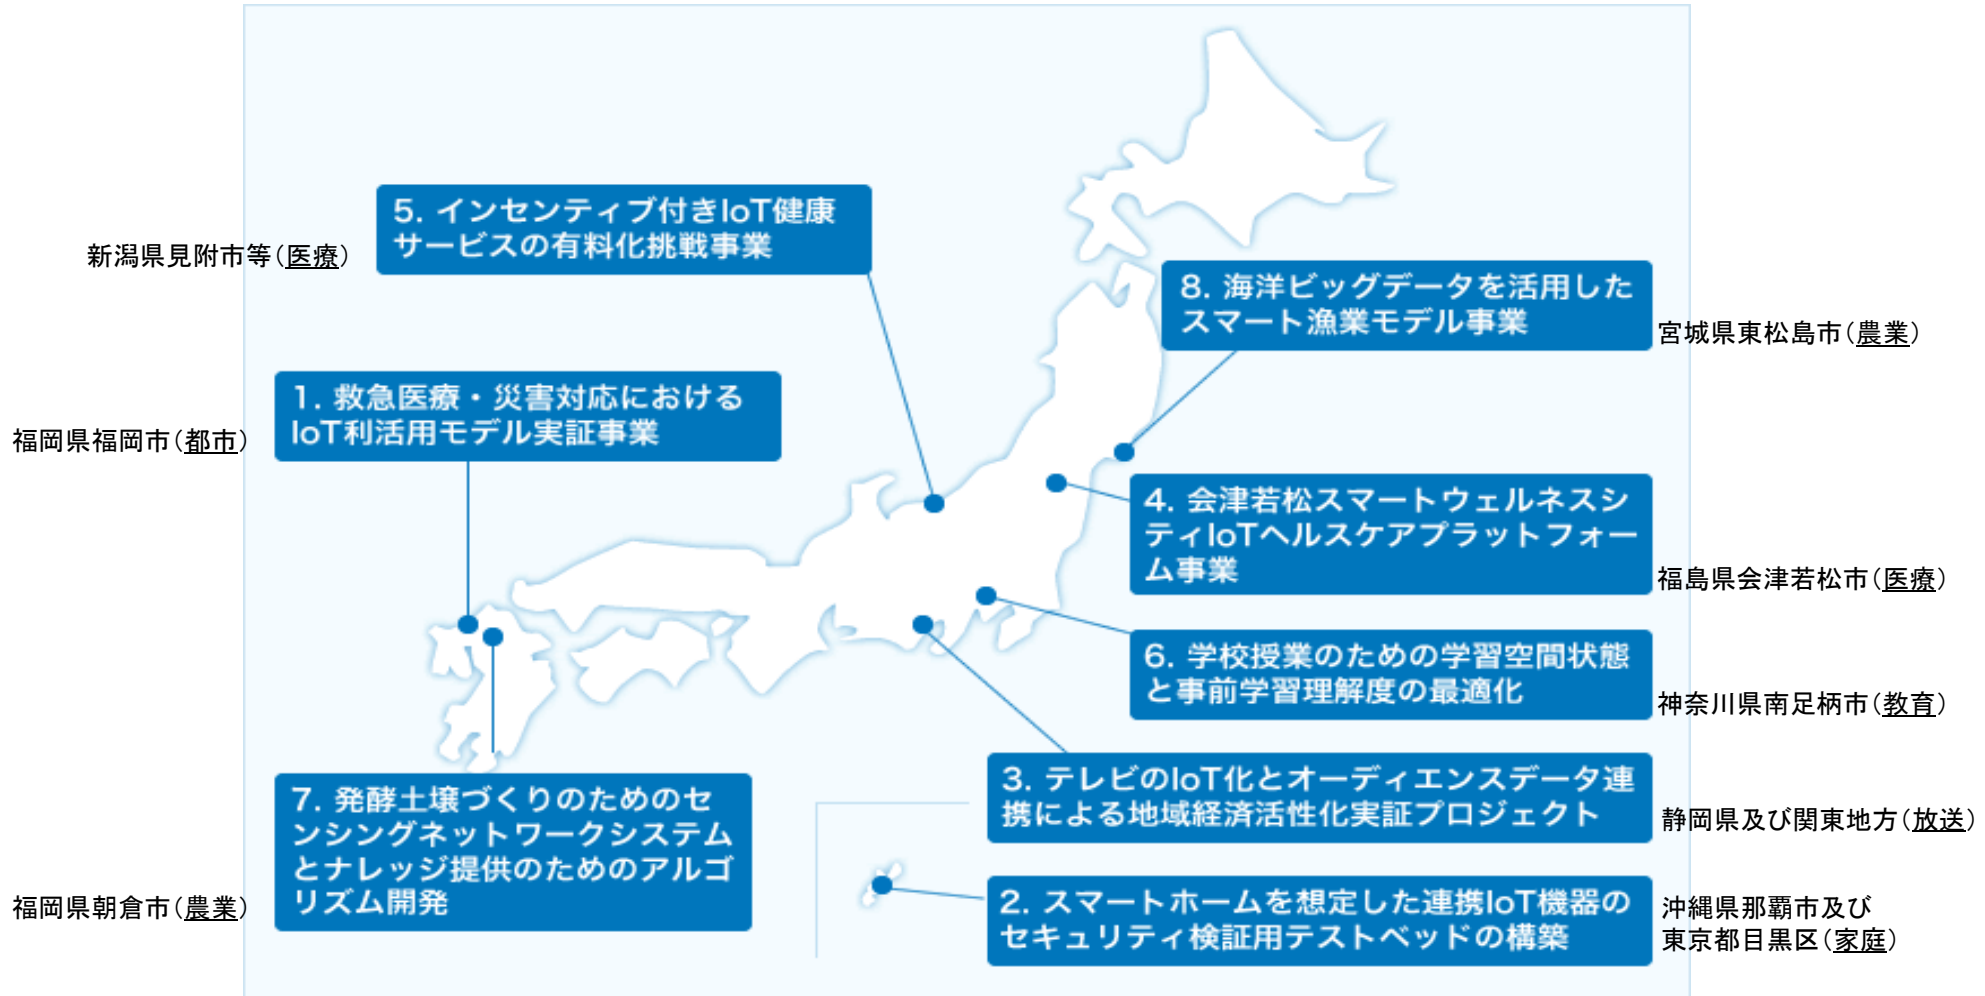 5. インセンティブ付きIoT健康
サービスの有料化挑戦事業
新潟県見附市等(医療)
8. 海洋ビッグデータを活用した
スマート漁業モデル事業
宮城県東松島市(農業)
1. 救急医療・災害対応における
IoT利活用モデル実証事業
福岡県福岡市(都市)
4. 会津若松スマートウェルネスシ
ティIoTヘルスケアプラットフォー
ム事業
福島県会津若松市(医療)
6. 学校授業のための学習空間状態
と事前学習理解度の最適化
神奈川県南足柄市(教育)
3. テレビのIoT化とオーディエンスデータ連
携による地域経済活性化実証プロジェクト
静岡県及び関東地方(放送)
7. 発酵土壌づくりのためのセ
ンシングネットワークシステム
とナレッジ提供のためのアルゴ
リズム開発
福岡県朝倉市(農業)
2. スマートホームを想定した連携IoT機器の
セキュリティ検証用テストベッドの構築
沖縄県那覇市及び
東京都目黒区(家庭)